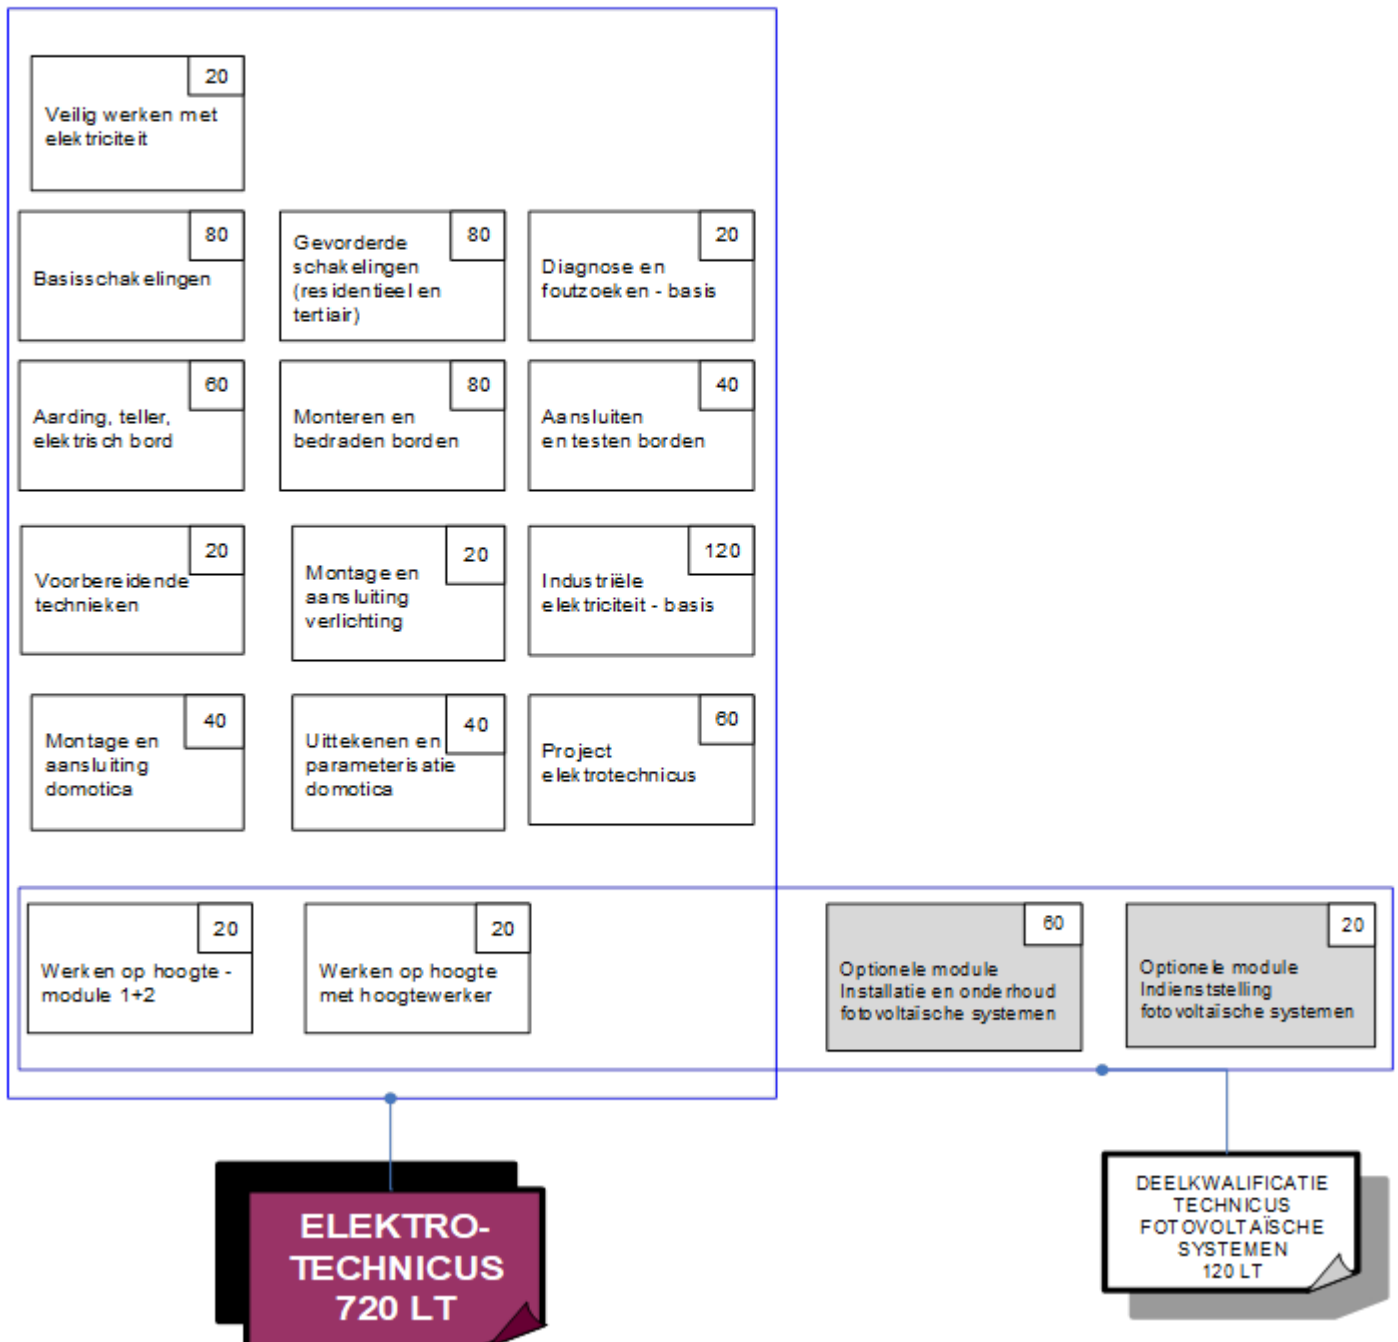 20
Veilig werken met
elektriciteit
80
Basisschakelingen
80
Gevorderde
schakelingen
(residentieel en
tertiair)
20
Diagnose en
foutzoeken - basis
60
Aarding, teller,
elektrisch bord
80
Monteren en
bedraden borden
40
Aansluiten
en testen borden
20
Voorbereidende
technieken
20
Montage en
aansluiting
verlichting
120
Industriële
elektriciteit - basis
40
Montage en
aansluiting
domotica
40
Uittekenen en
parameterisatie
domotica
60
Project
elektrotechnicus
20
Werken op hoogte -
module 1+2
20
Werken op hoogte
met hoogtewerker
60
Optionele module
Installatie en onderhoud
fotovoltaïsche systemen
20
Optionele module
Indienststelling
fotovoltaïsche systemen
ELEKTRO-
TECHNICUS
720 LT
DEELKWALIFICATIE
TECHNICUS
FOTOVOLTAÏSCHE
SYSTEMEN
120 LT